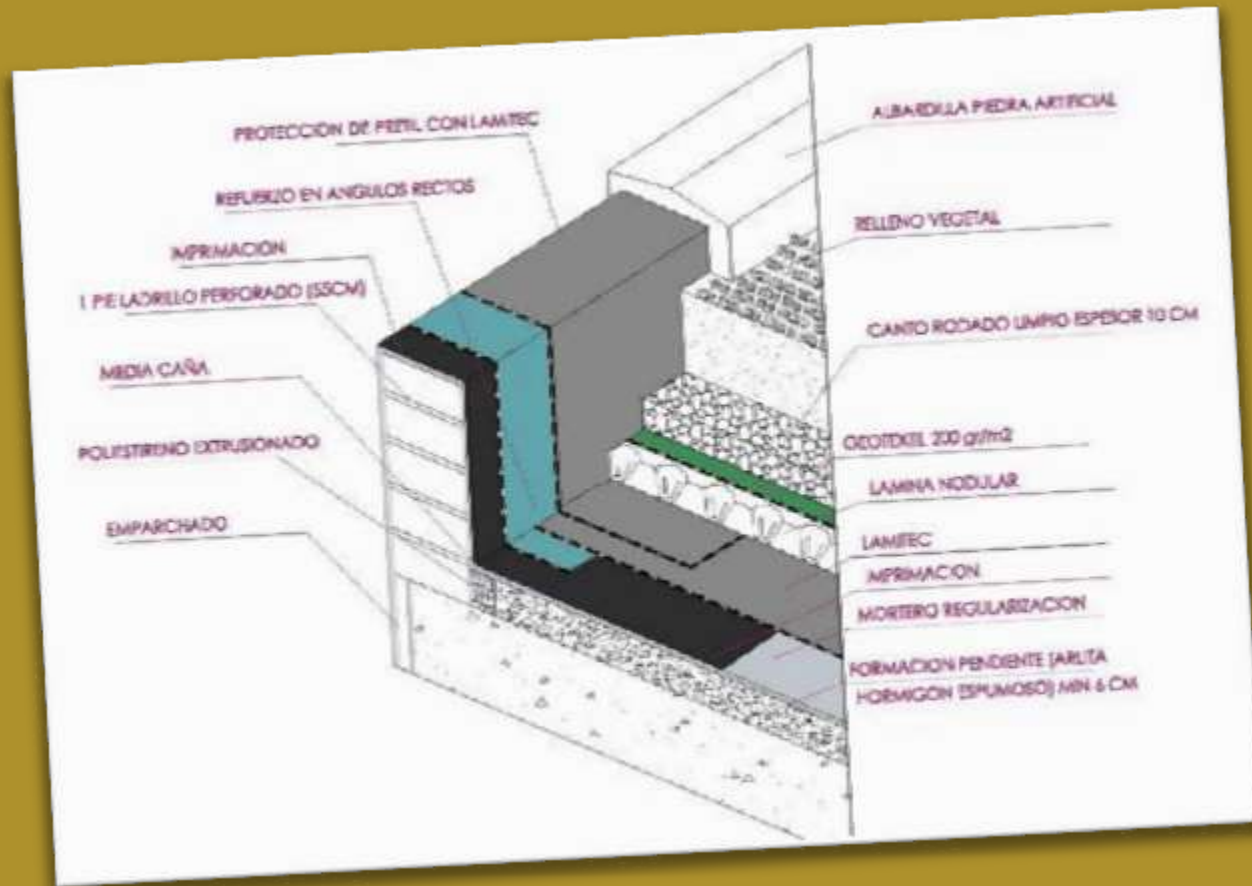 PROTECCION DE PRETIL CON LAMITEC
REFUERZO EN ANGULOS RECTOS
IMPRIMACION
1 PIE LADRILLO PERFORADO (55CM)
MEDIA CAÑA
POLIESTIRENO EXTRUSIONADO
EMPARCHADO
ALBARDILLA PIEDRA ARTIFICIAL
RELLENO VEGETAL
CANTO RODADO LIMPIO ESPESOR 10 CM
GEOTEXTIL 200 gr/m2
LAMINA NODULAR
LAMITEC
IMPRIMACION
MORTERO REGULARIZACION
FORMACION PENDIENTE (ARLITA
HORMIGON ESPUMOSO) MIN 6 CM